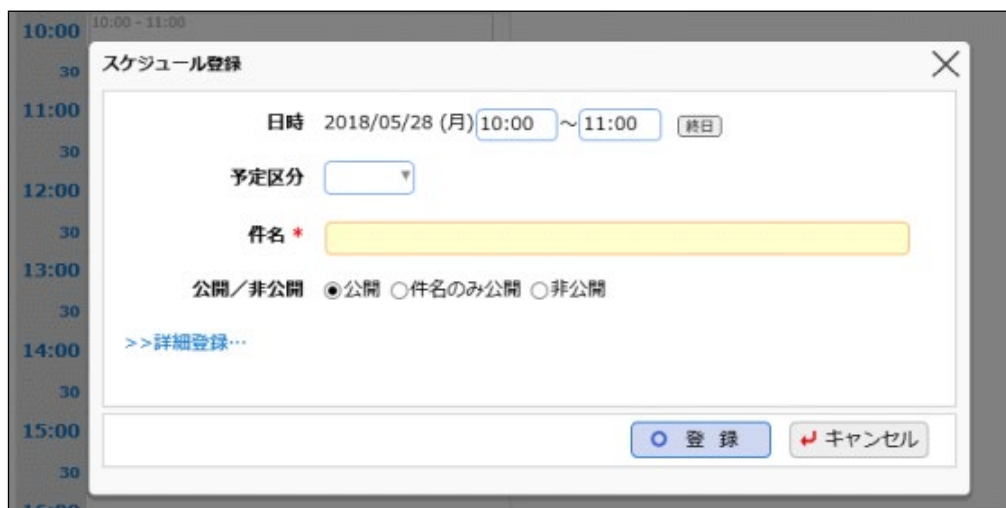 10:00
10:00 - 11:00
30
11:00
30
12:00
30
13:00
30
14:00
30
15:00
30
スケジュール登録
日時 2018/05/28 (月) 10:00 ～ 11:00 終日
予定区分
件名 *
公開／非公開 公開 件名のみ公開 非公開
>>詳細登録…
登 録 キャンセル